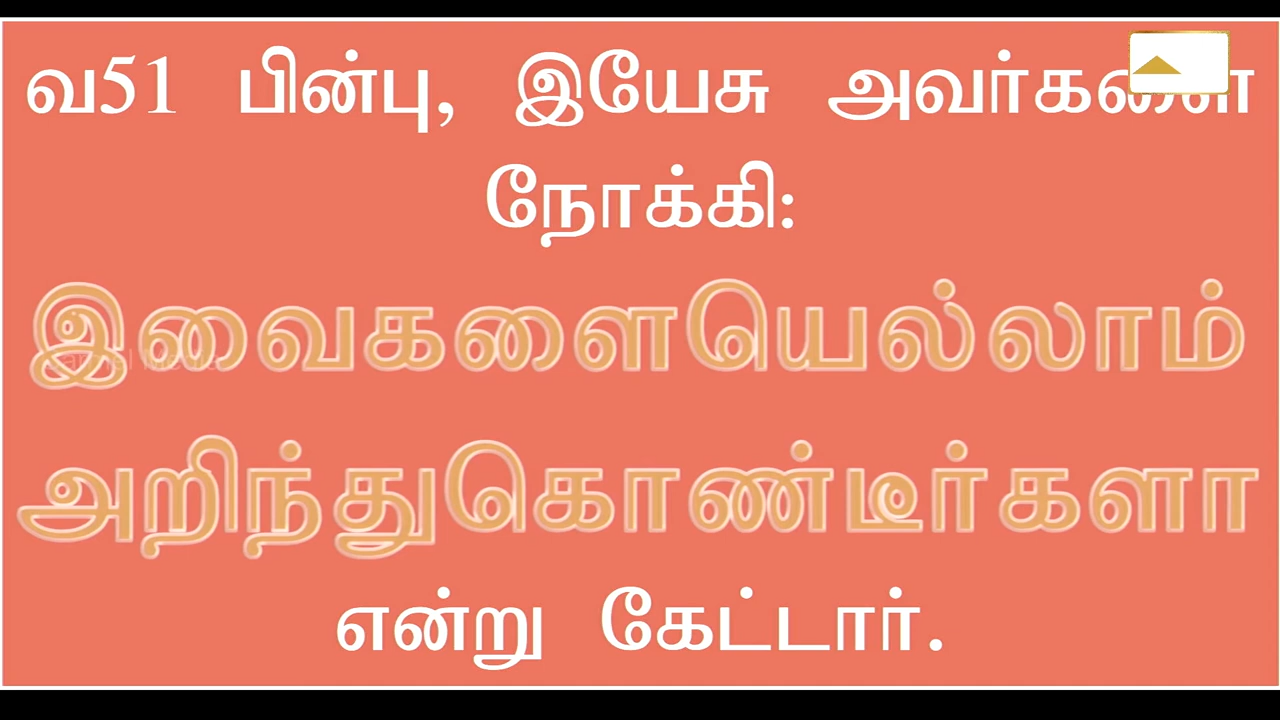 வ51 பின்பு, இயேசு அவர்களை
நோக்கி:
இவைகளையெல்லாம்
அறிந்துகொண்டீர்களா
என்று கேட்டார்.